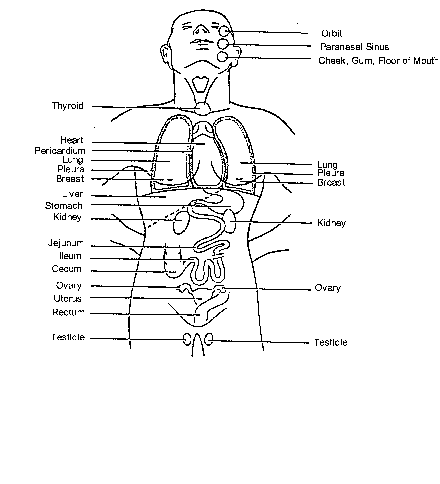 Orbit
Paranasal Sinus
Cheek, Gum, Floor of Mouth
Thyroid
Heart
Pericardium
Lung
Pleura
Breast
Liver
Stomach
Kidney
Jejunum
Ileum
Cecum
Ovary
Uterus
Rectum
Testicle
Lung
Pleura
Breast
Kidney
Ovary
Testicle